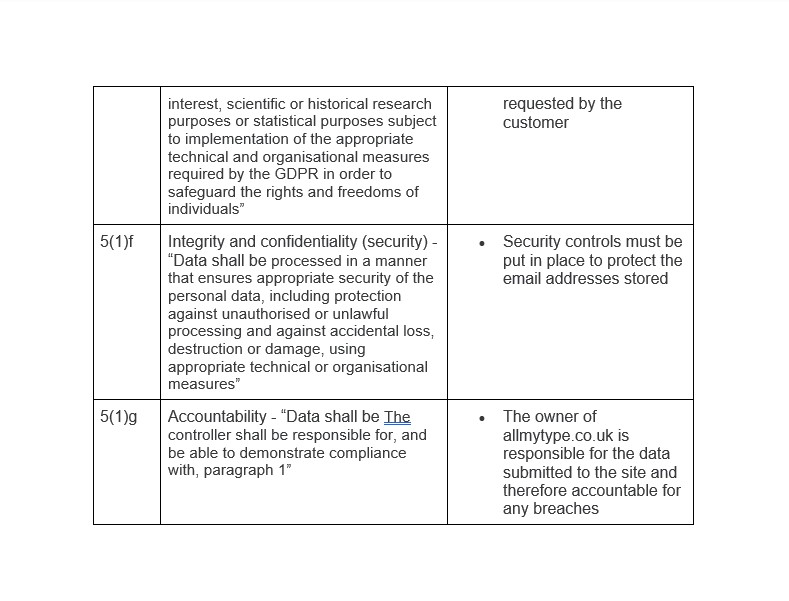 interest, scientific or historical research
purposes or statistical purposes subject
to implementation of the appropriate
technical and organisational measures
required by the GDPR in order to
safeguard the rights and freedoms of
individuals”
requested by the
customer
5(1)f
Integrity and confidentiality (security) -
“Data shall be processed in a manner
that ensures appropriate security of the
personal data, including protection
against unauthorised or unlawful
processing and against accidental loss,
destruction or damage, using
appropriate technical or organisational
measures”
• Security controls must be
put in place to protect the
email addresses stored
5(1)g
Accountability - “Data shall be The
controller shall be responsible for, and
be able to demonstrate compliance
with, paragraph 1”
• The owner of
allmytype.co.uk is
responsible for the data
submitted to the site and
therefore accountable for
any breaches